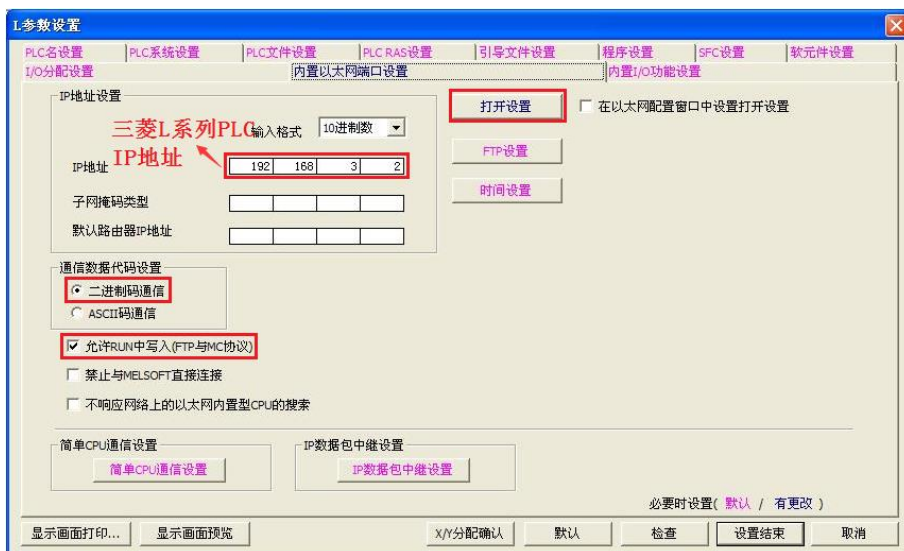 L参数设置
PLC名设置 PLC系统设置 PLC文件设置 PLC RAS设置 引导文件设置 程序设置 SFC设置 软元件设置
I/O分配设置 内置以太网端口设置 内置I/O功能设置
IP地址设置
打开设置 在以太网配置窗口中设置打开设置
三菱L系列PLC
输入格式 10进制数
IP地址
IP地址 192 168 3 2
FTP设置
子网掩码类型
时间设置
默认路由器IP地址
通信数据代码设置
二进制码通信
ASCII码通信
允许RUN中写入(FTP与MC协议)
禁止与MELSOFT直接连接
不响应网络上的以太网内置型CPU的搜索
简单CPU通信设置 IP数据包中继设置
简单CPU通信设置 IP数据包中继设置
必要时设置( 默认 / 有更改 )
显示画面打印... 显示画面预览 X/Y分配确认 默认 检查 设置结束 取消